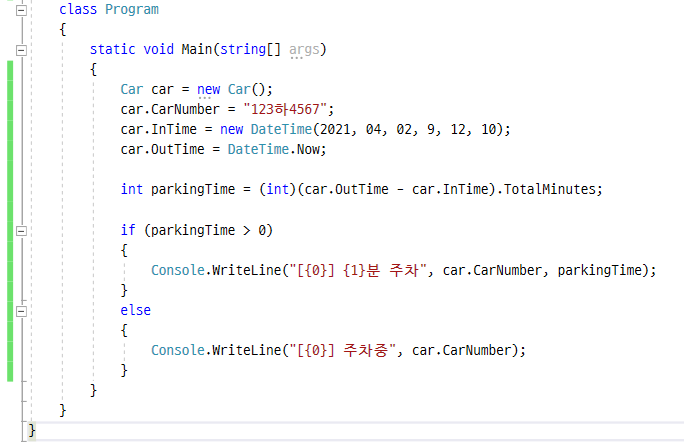 class Program
{
static void Main(string[] args)
{
Car car = new Car();
car.CarNumber = "123하4567";
car.InTime = new DateTime(2021, 04, 02, 9, 12, 10);
car.OutTime = DateTime.Now;
int parkingTime = (int)(car.OutTime - car.InTime).TotalMinutes;
if (parkingTime > 0)
{
Console.WriteLine("[{0}] {1}분 주차", car.CarNumber, parkingTime);
}
else
{
Console.WriteLine("[{0}] 주차중", car.CarNumber);
}
}
}
}